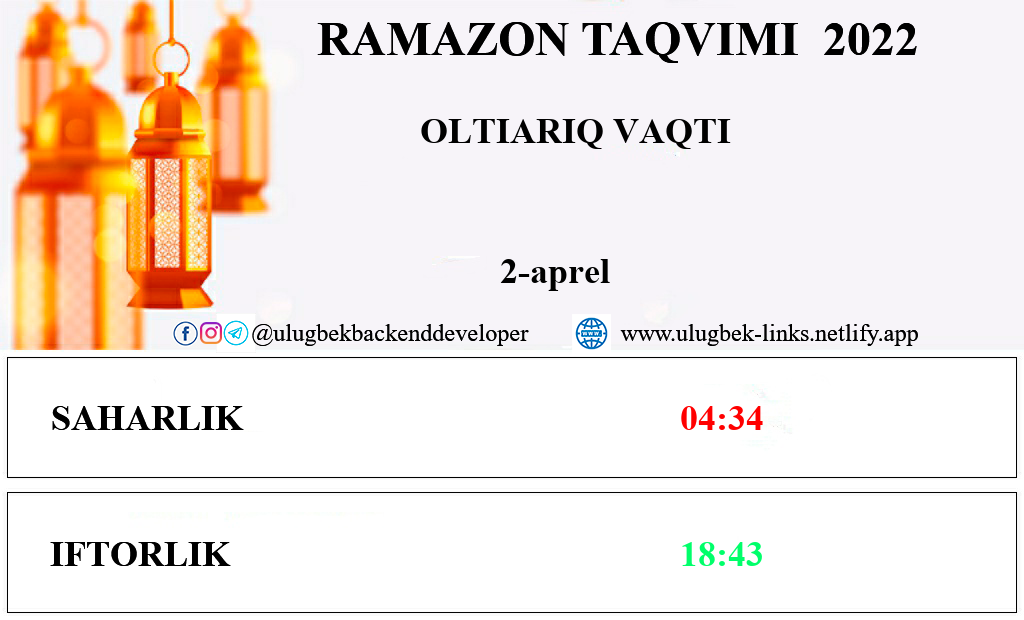 RAMAZON TAQVIMI 2022
OLTIARIQ VAQTI
2-aprel
@ulugbekbackenddeveloper www.ulugbek-links.netlify.app
SAHARLIK 04:34
IFTORLIK 18:43